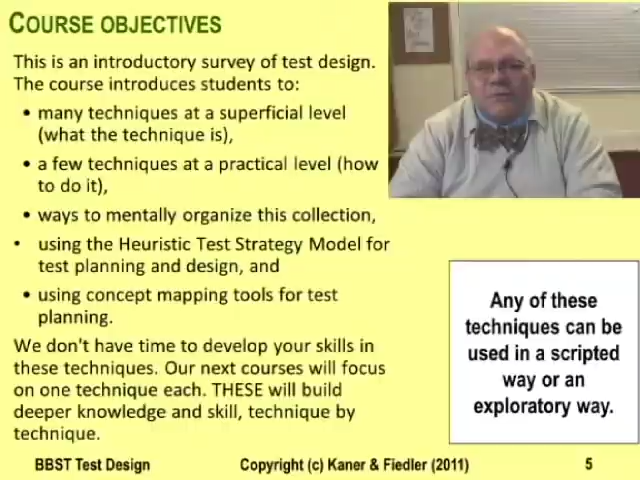 COURSE OBJECTIVES
This is an introductory survey of test design.
The course introduces students to:
• many techniques at a superficial level
(what the technique is),
• a few techniques at a practical level (how
to do it),
• ways to mentally organize this collection,
• using the Heuristic Test Strategy Model for
test planning and design, and
• using concept mapping tools for test
planning.
We don't have time to develop your skills in
these techniques. Our next courses will focus
on one technique each. THESE will build
deeper knowledge and skill, technique by
technique.
Any of these
techniques can be
used in a scripted
way or an
exploratory way.
BBST Test Design Copyright (c) Kaner & Fiedler (2011) 5